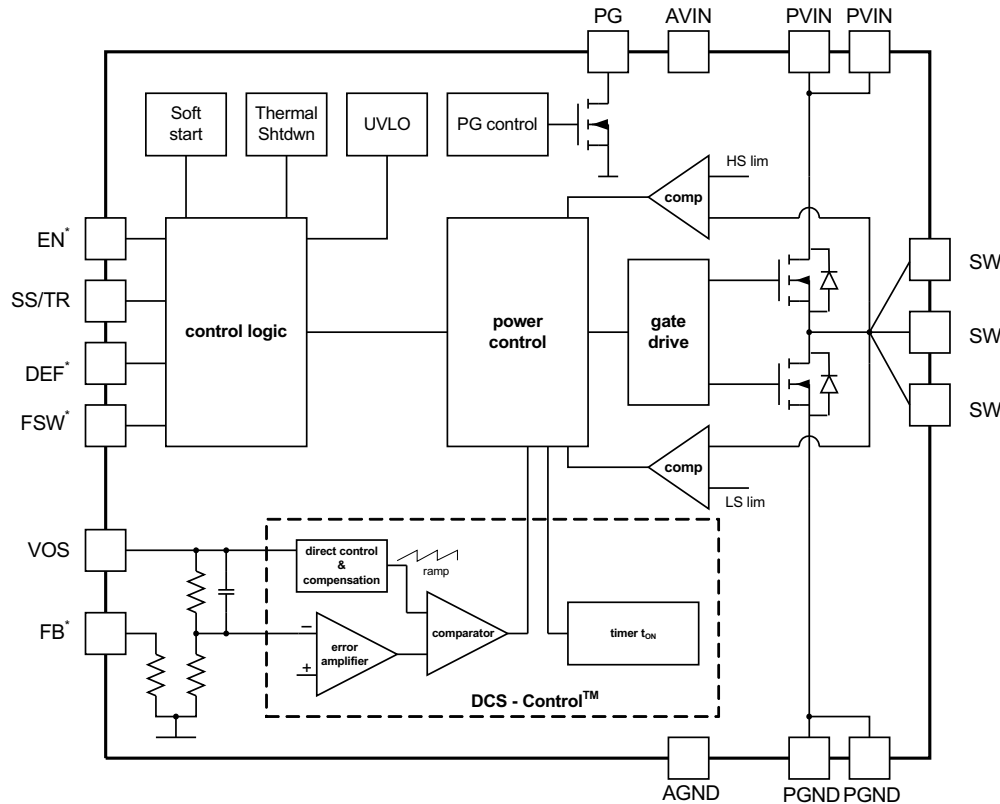 PG
AVIN
PVIN
PVIN
Soft
start
Thermal
Shtdwn
UVLO
PG control
HS lim
comp
EN*
SS/TR
DEF*
FSW*
control logic
power
control
gate
drive
SW
SW
SW
comp
LS lim
VOS
FB*
direct control
&
compensation
ramp
−
+
error
amplifier
comparator
timer tON
DCS - Control™
AGND
PGND
PGND